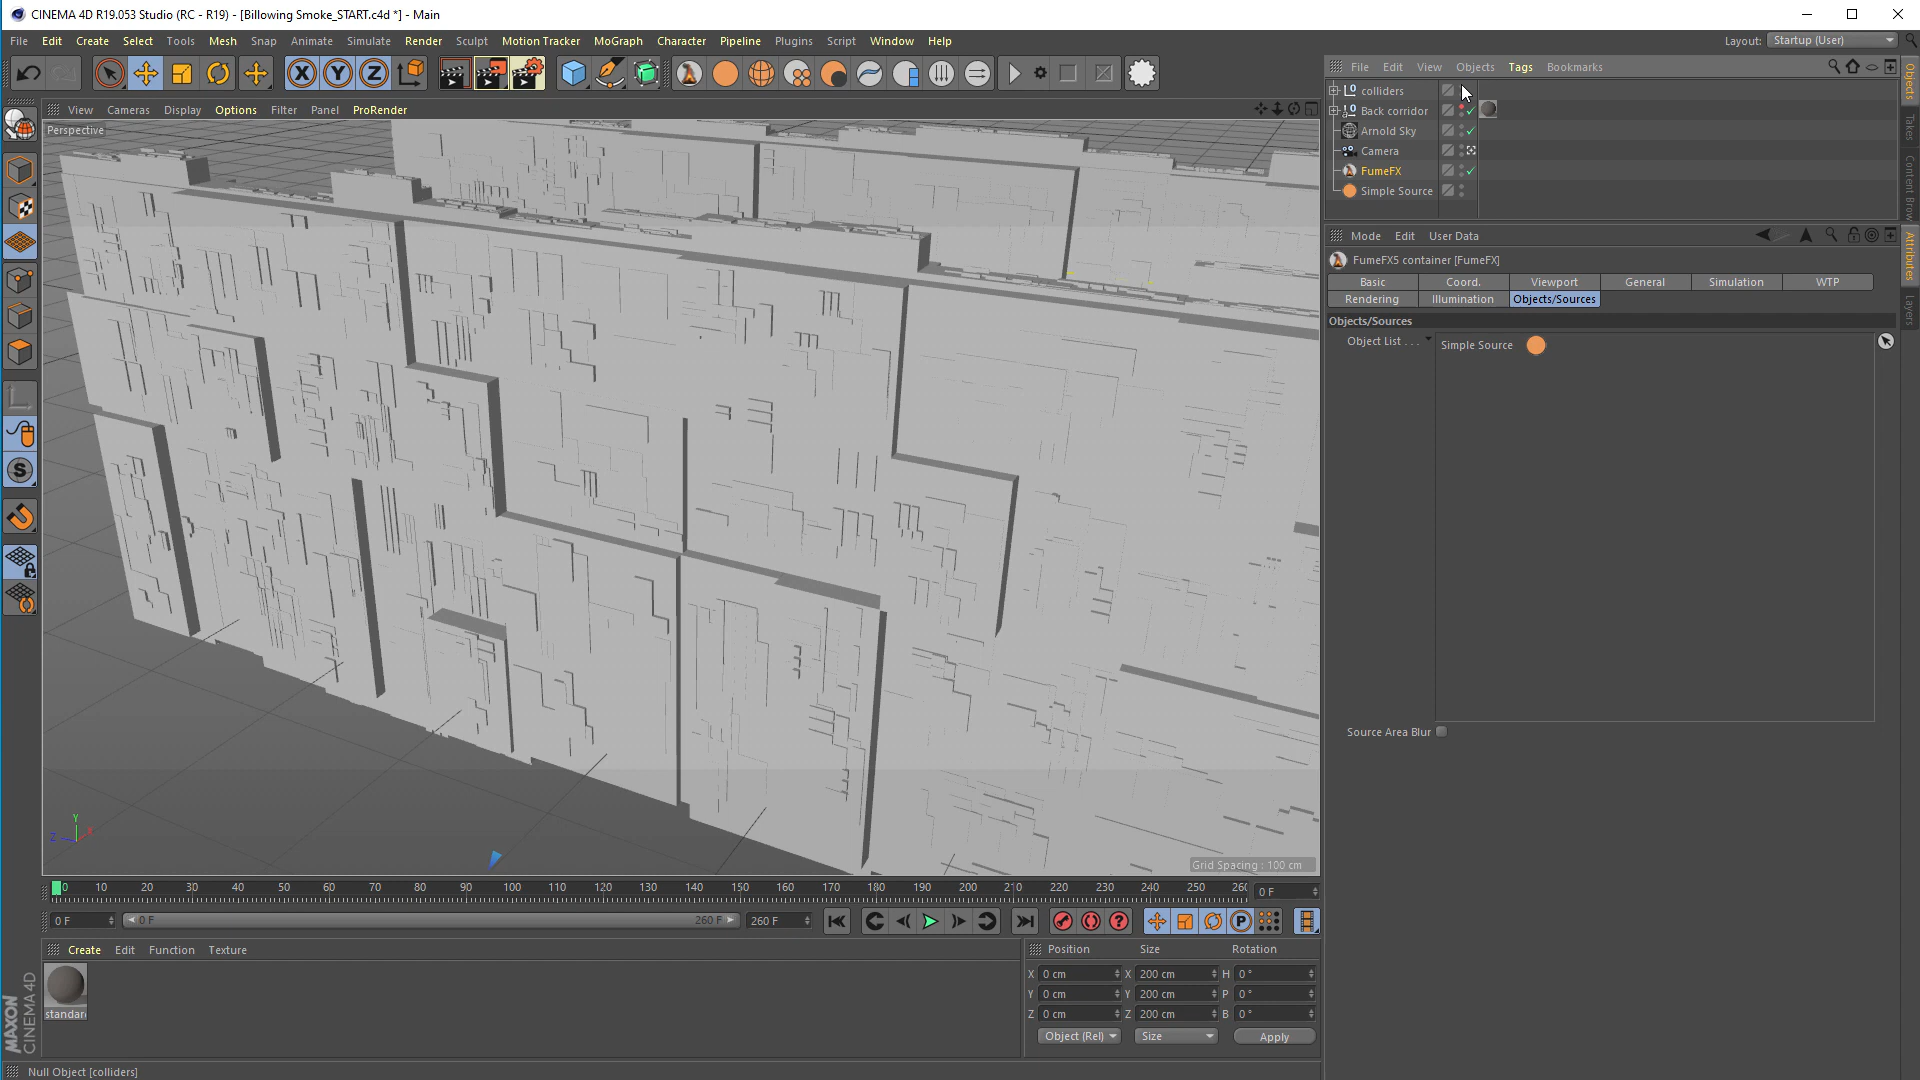 CINEMA 4D R19.053 Studio (RC - R19) - [Billowing Smoke_START.c4d *] - Main
File Edit Create Select Tools Mesh Snap Animate Simulate Render Sculpt Motion Tracker MoGraph Character Pipeline Plugins Script Window Help
Layout: Startup (User)
X Y Z
File Edit View Objects Tags Bookmarks
View Cameras Display Options Filter Panel ProRender
Perspective
colliders
Back corridor
Arnold Sky
Camera
FumeFX
Simple Source
Mode Edit User Data
FumeFX5 container [FumeFX]
Basic Coord. Viewport General Simulation WTP
Rendering Illumination Objects/Sources
Objects/Sources
Object List . . .
Simple Source
Source Area Blur
Objects
Takes
Content Brow
Attributes
Layers
S
Y
Z X
Grid Spacing : 100 cm
0 10 20 30 40 50 60 70 80 90 100 110 120 130 140 150 160 170 180 190 200 210 220 230 240 250 260
0 F
0 F 0 F 260 F 260 F
P
Create Edit Function Texture
standard
Position Size Rotation
X 0 cm X 200 cm H 0 °
Y 0 cm Y 200 cm P 0 °
Z 0 cm Z 200 cm B 0 °
Object (Rel) Size Apply
MAXON
CINEMA 4D
Null Object [colliders]